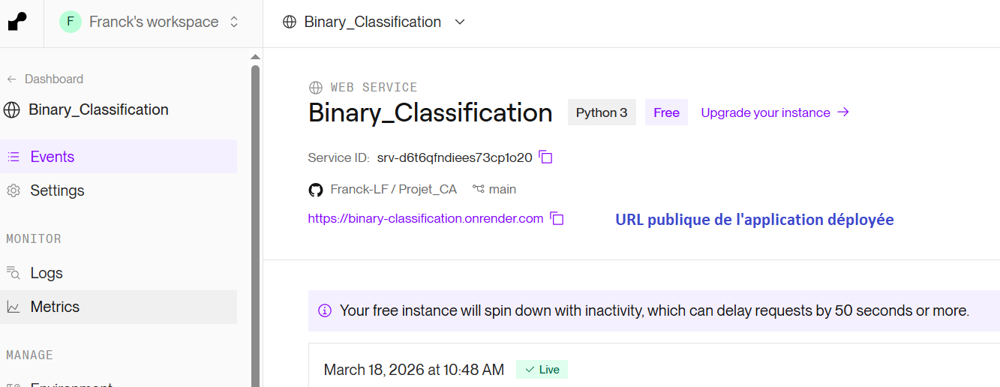 F Franck's workspace
Binary_Classification
Dashboard
Binary_Classification
Events
Settings
MONITOR
Logs
Metrics
MANAGE
Environment
WEB SERVICE
Binary_Classification Python 3 Free Upgrade your instance
Service ID: srv-d6t6qfndiees73cp1o20
Franck-LF / Projet_CA main
https://binary-classification.onrender.com URL publique de l'application déployée
Your free instance will spin down with inactivity, which can delay requests by 50 seconds or more.
March 18, 2026 at 10:48 AM Live